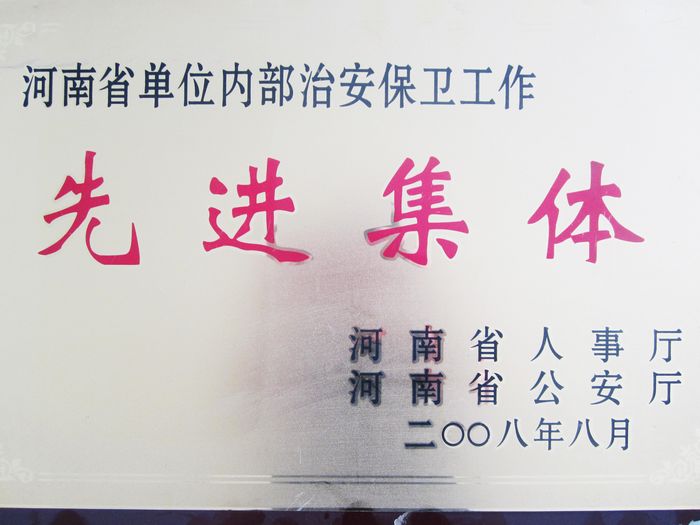 河南省单位内部治安保卫工作
先进集体
河南省人事厅
河南省公安厅
二〇〇八年八月